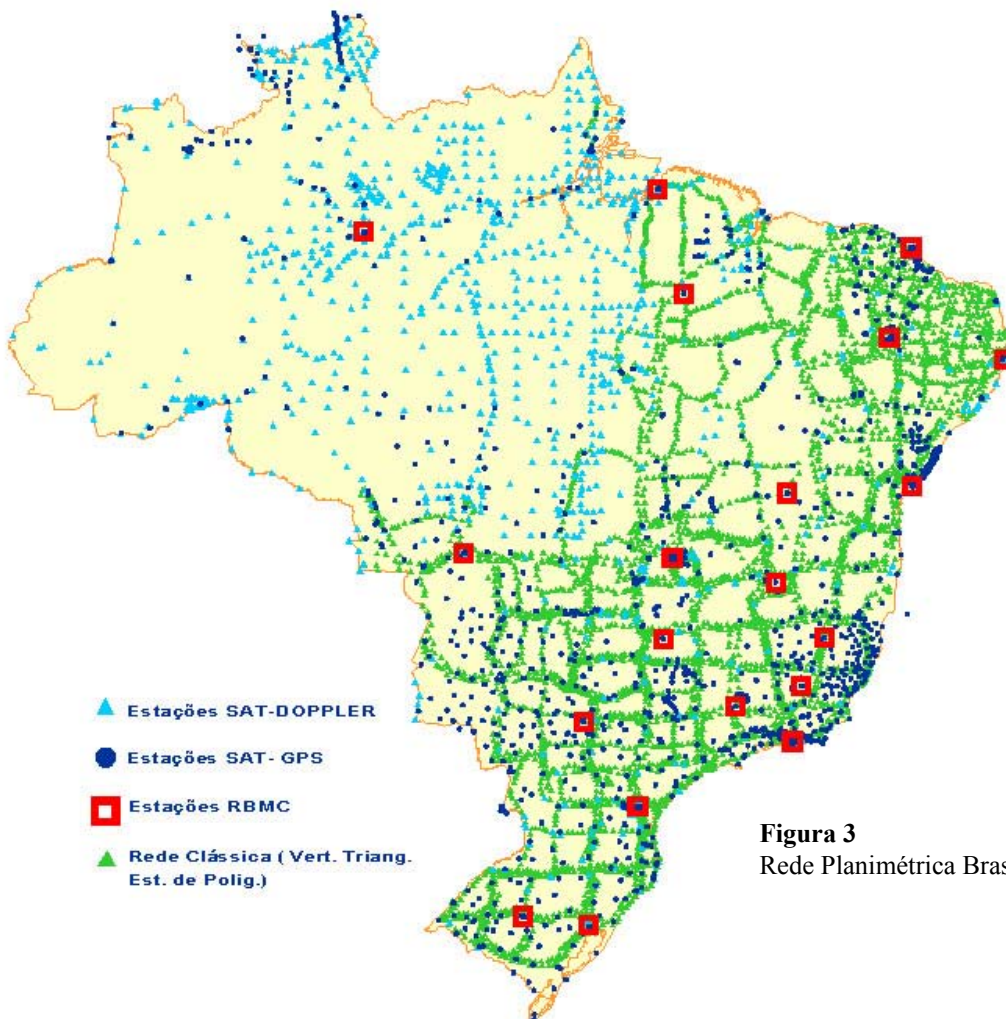 Estações SAT-DOPPLER
Estações SAT- GPS
Estações RBMC
Rede Clássica ( Vert. Triang.
Est. de Polig.)
Figura 3
Rede Planimétrica Bras